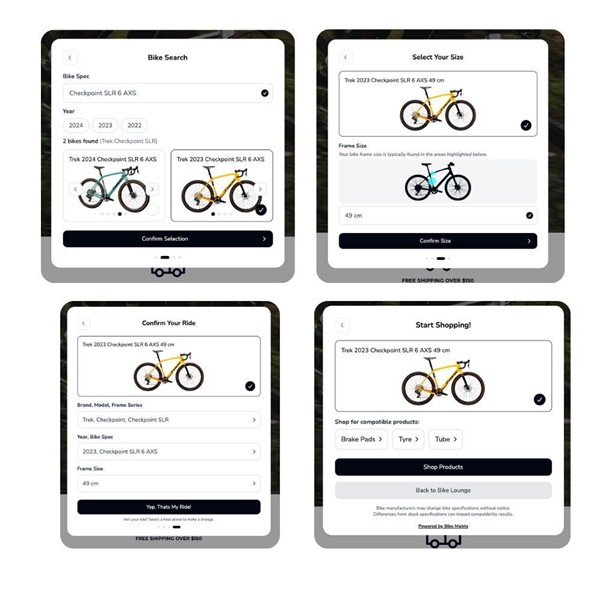 Bike Search
Bike Spec
Checkpoint SLR 6 AXS
Year
2024 2023 2022
2 bikes found (Trek Checkpoint SLR)
Trek 2024 Checkpoint SLR 6 AXS
Trek 2023 Checkpoint SLR 6 AXS
Confirm Selection
Select Your Size
Trek 2023 Checkpoint SLR 6 AXS 49 cm
Frame Size
Your bike frame size is typically found in the areas highlighted below.
49 cm
Confirm Size
FREE SHIPPING OVER $150
Confirm Your Ride
Trek 2023 Checkpoint SLR 6 AXS 49 cm
Brand, Model, Frame Series
Trek, Checkpoint, Checkpoint SLR
Year, Bike Spec
2023, Checkpoint SLR 6 AXS
Frame Size
49 cm
Yep, Thats My Ride!
Not your ride? Select a field above to make a change.
FREE SHIPPING OVER $150
Start Shopping!
Trek 2023 Checkpoint SLR 6 AXS 49 cm
Shop for compatible products:
Brake Pads Tyre Tube
Shop Products
Back to Bike Lounge
Bike manufacturers may change bike specifications without notice.
Differences from stock specifications can impact compatibility results.
Powered by Bike Matrix